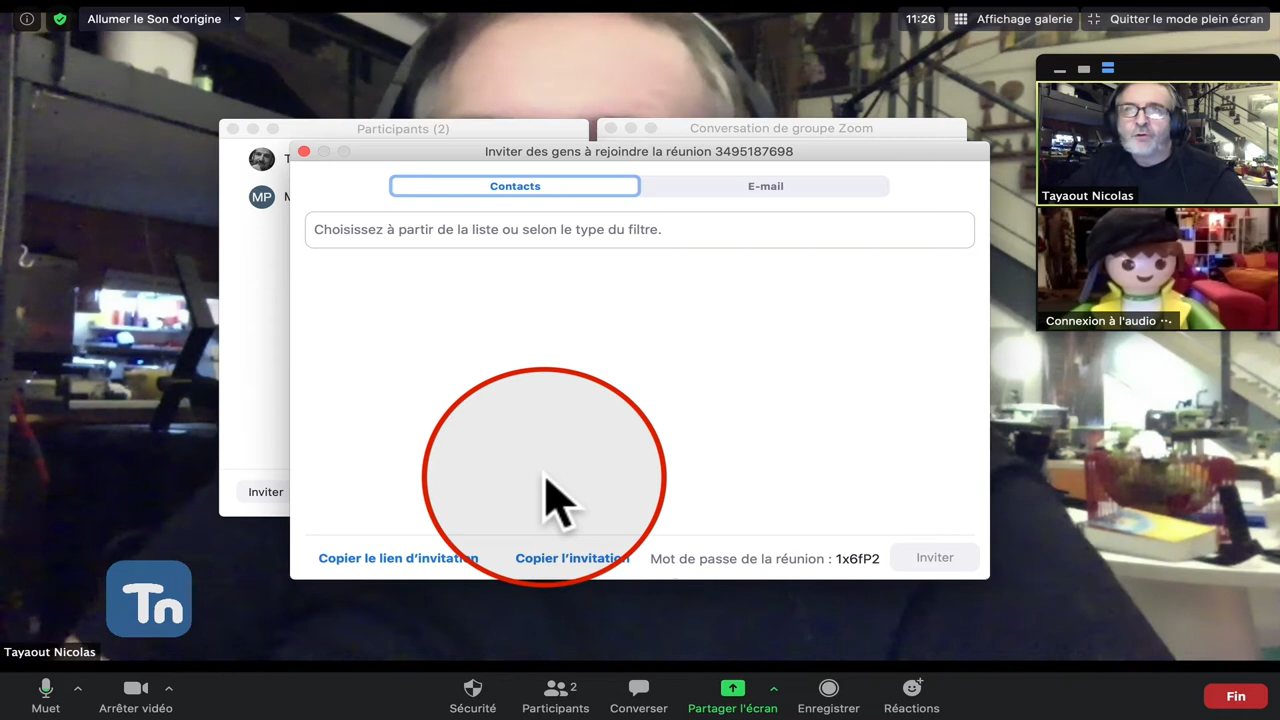 Allumer le Son d'origine
11:26
Affichage galerie
Quitter le mode plein écran
Participants (2)
Conversation de groupe Zoom
Inviter des gens à rejoindre la réunion 3495187698
T
MP M
Contacts
E-mail
Choisissez à partir de la liste ou selon le type du filtre.
Tayaout Nicolas
Connexion à l'audio ···
Inviter
Copier le lien d'invitation
Copier l'invitation
Mot de passe de la réunion : 1x6fP2
Inviter
Tn
Tayaout Nicolas
Muet
Arrêter vidéo
Sécurité
2
Participants
Converser
Partager l'écran
Enregistrer
Réactions
Fin